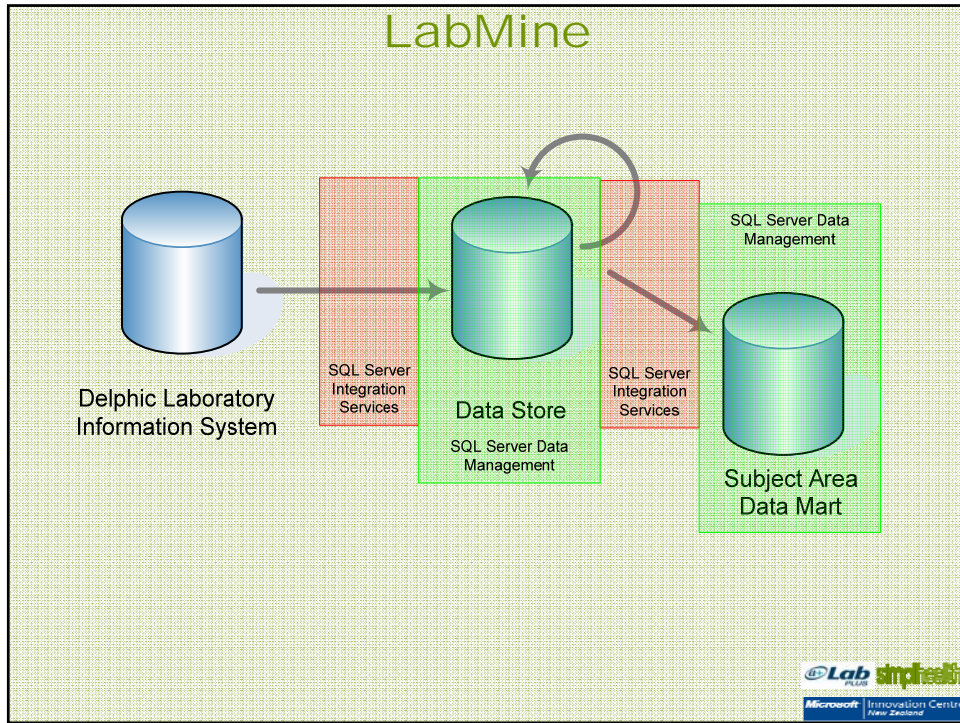 LabMine
Delphic Laboratory
Information System
SQL Server
Integration
Services
Data Store
SQL Server Data
Management
SQL Server
Integration
Services
SQL Server Data
Management
Subject Area
Data Mart
Lab
PLUS
simplhealth
Microsoft Innovation Centre
New Zealand